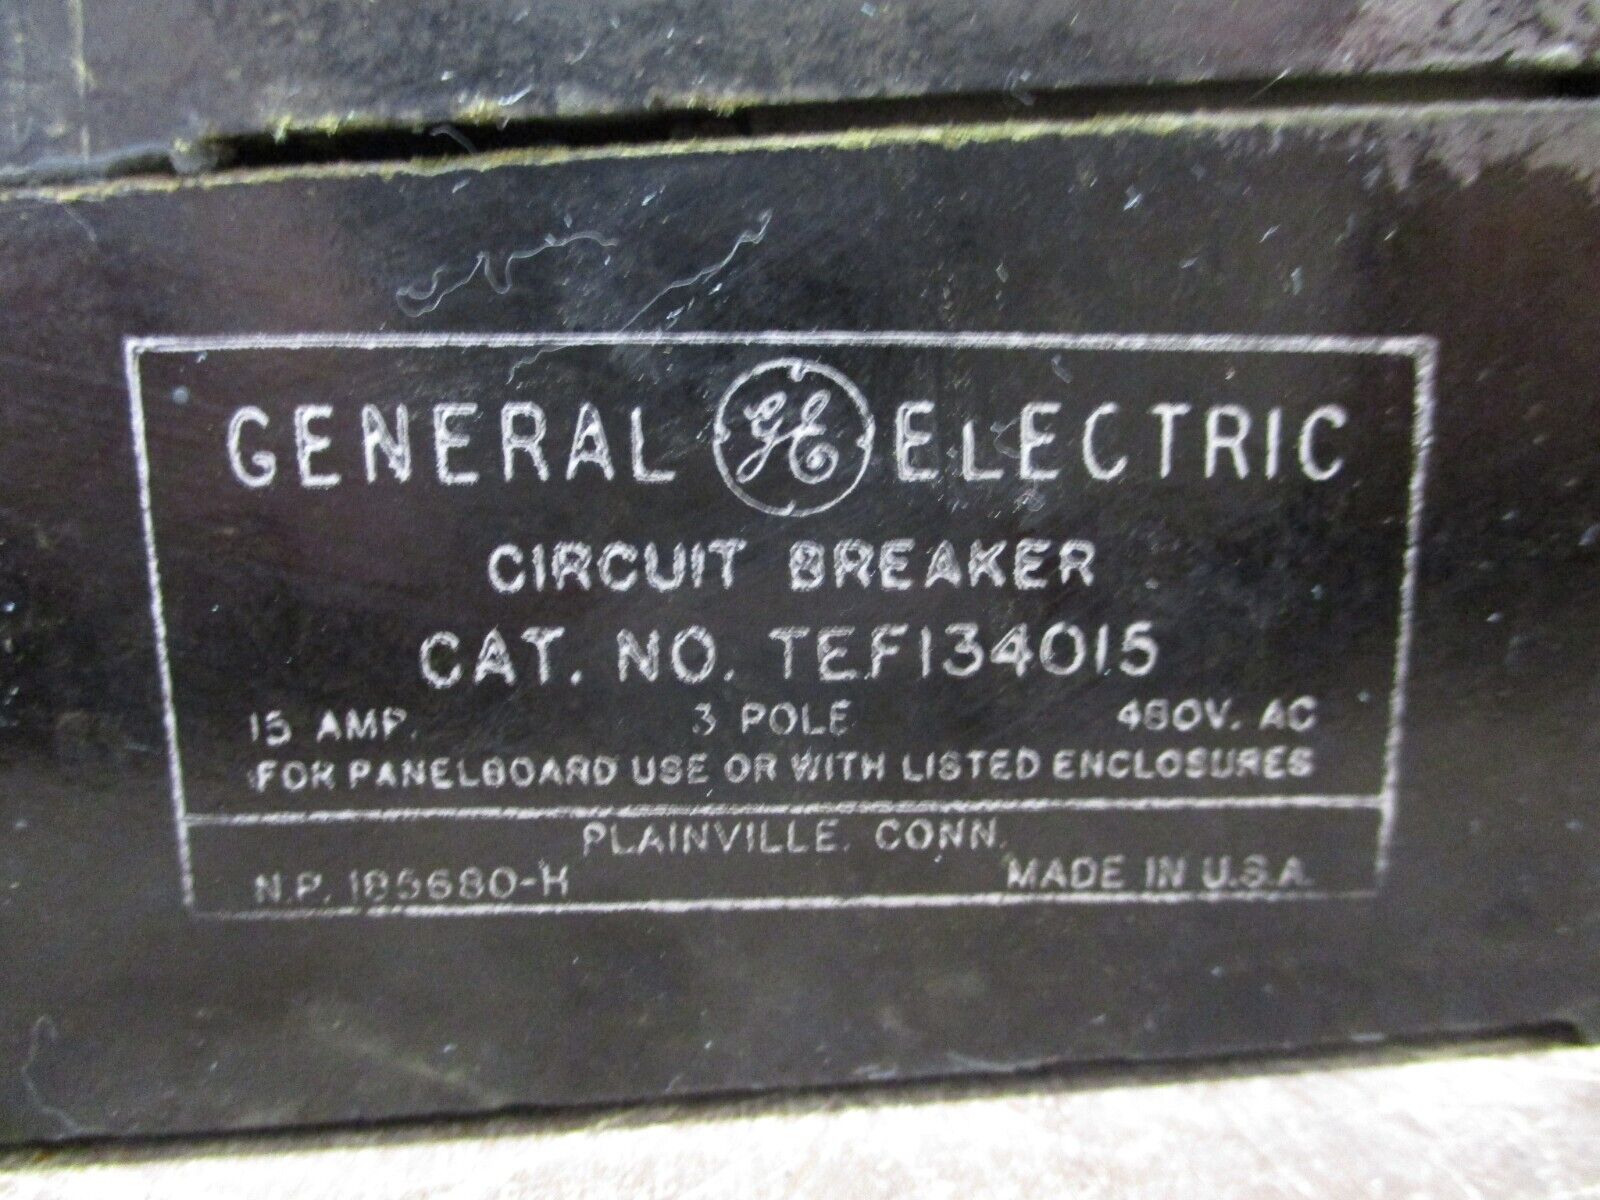 GENERAL GE ELECTRIC
CIRCUIT BREAKER
CAT. NO. TEF134015
15 AMP. 3 POLE 480V. AC
FOR PANELBOARD USE OR WITH LISTED ENCLOSURES
PLAINVILLE, CONN.
N.P. 185680-H MADE IN U.S.A.